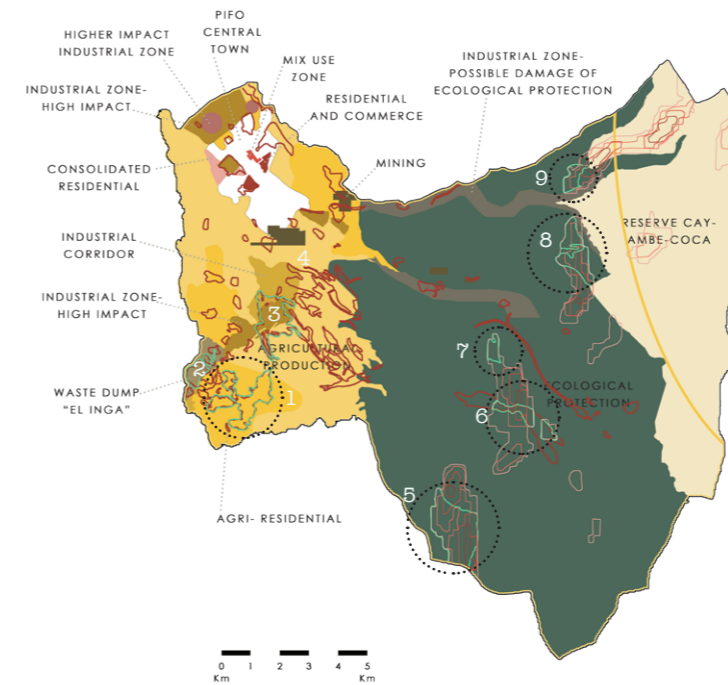 PIFO
CENTRAL
TOWN
HIGHER IMPACT
INDUSTRIAL ZONE
MIX USE
ZONE
INDUSTRIAL ZONE-
POSSIBLE DAMAGE OF
ECOLOGICAL PROTECTION
INDUSTRIAL ZONE-
HIGH IMPACT
RESIDENTIAL
AND COMMERCE
MINING
CONSOLIDATED
RESIDENTIAL
9
RESERVE CAY-
AMBE-COCA
8
INDUSTRIAL
CORRIDOR
4
INDUSTRIAL ZONE-
HIGH IMPACT
3
AGRICULTURAL
PRODUCTION
7
2
WASTE DUMP
"EL INGA"
1
ECOLOGICAL
PROTECTION
6
5
AGRI- RESIDENTIAL
0 1 2 3 4 5
Km Km